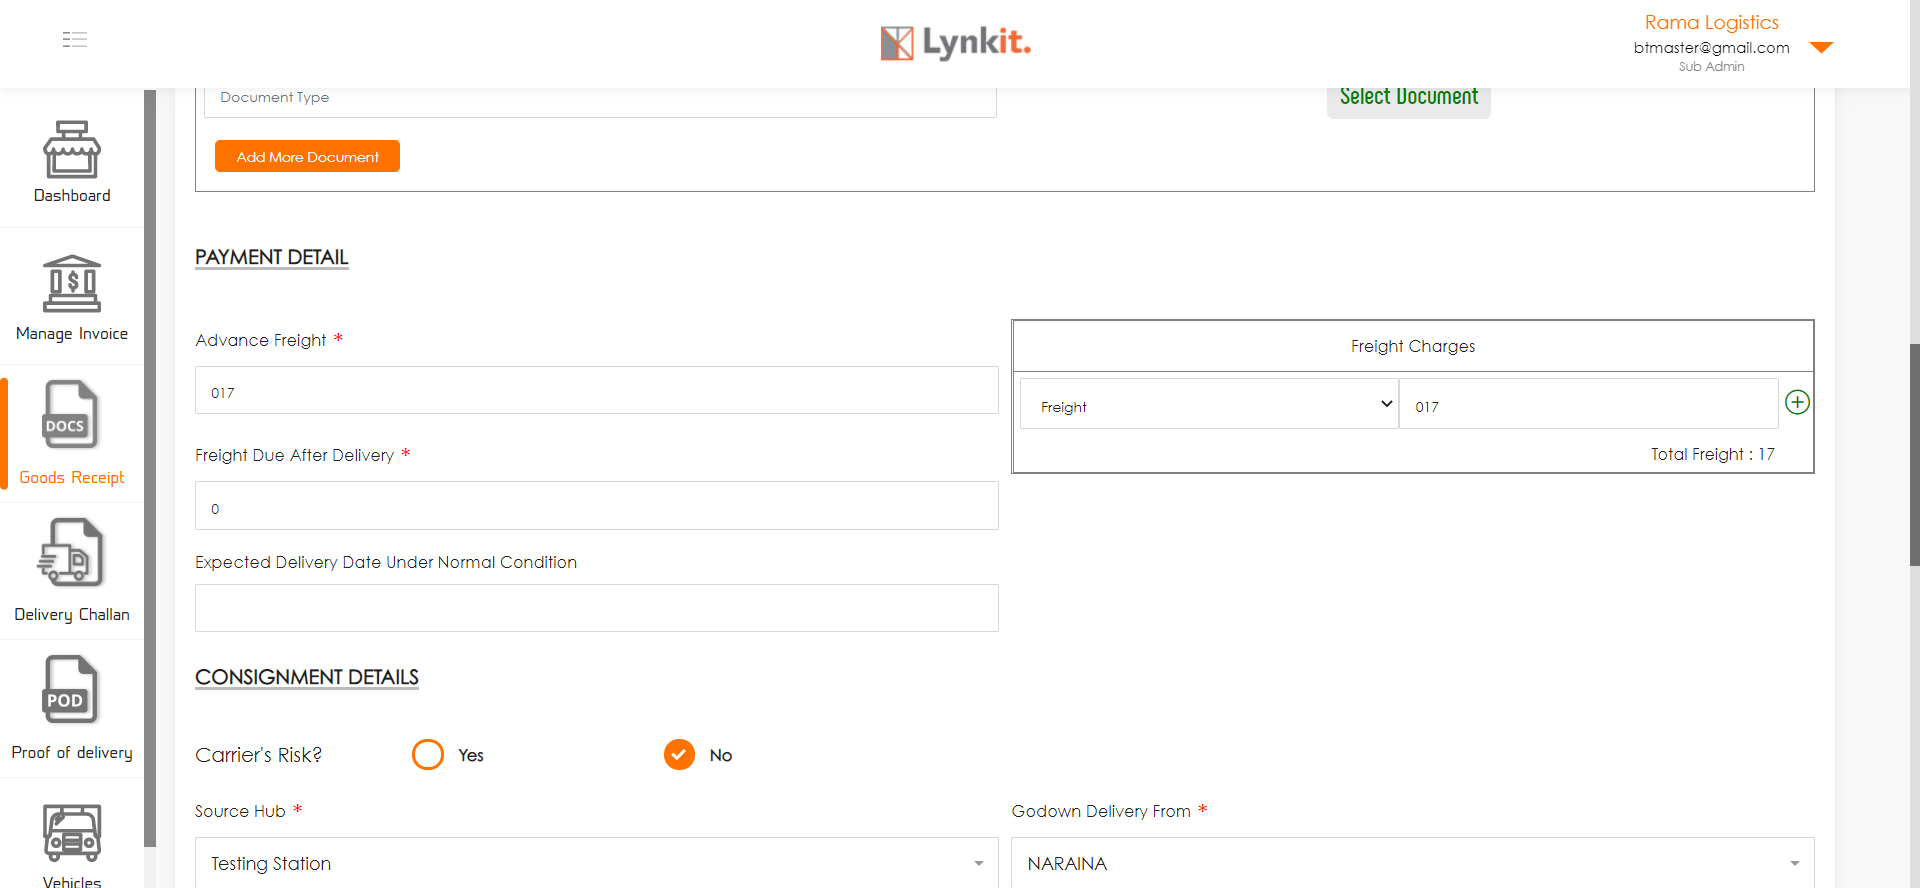 Lynkit.
Rama Logistics
btmaster@gmail.com
Sub Admin
Dashboard
Manage Invoice
DOCS
Goods Receipt
Delivery Challan
POD
Proof of delivery
Vehicles
Document Type
Select Document
Add More Document
PAYMENT DETAIL
Advance Freight *
017
Freight Due After Delivery *
0
Expected Delivery Date Under Normal Condition
Freight Charges
Freight 017
Total Freight : 17
CONSIGNMENT DETAILS
Carrier's Risk? Yes No
Source Hub *
Testing Station
Godown Delivery From *
NARAINA